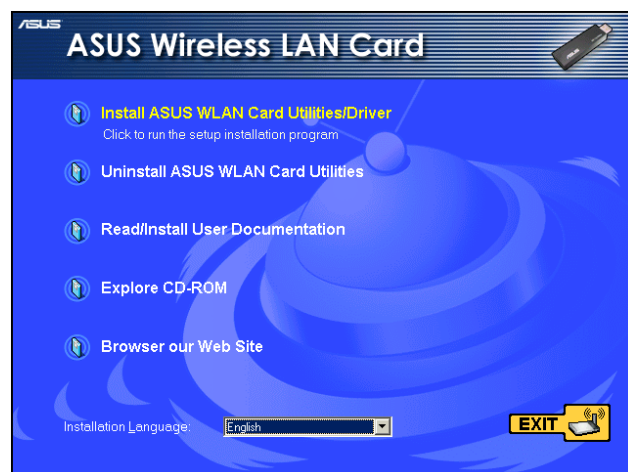 ASUS
ASUS Wireless LAN Card
Install ASUS WLAN Card Utilities/Driver
Click to run the setup installation program
Uninstall ASUS WLAN Card Utilities
Read/Install User Documentation
Explore CD-ROM
Browser our Web Site
Installation Language: English
EXIT